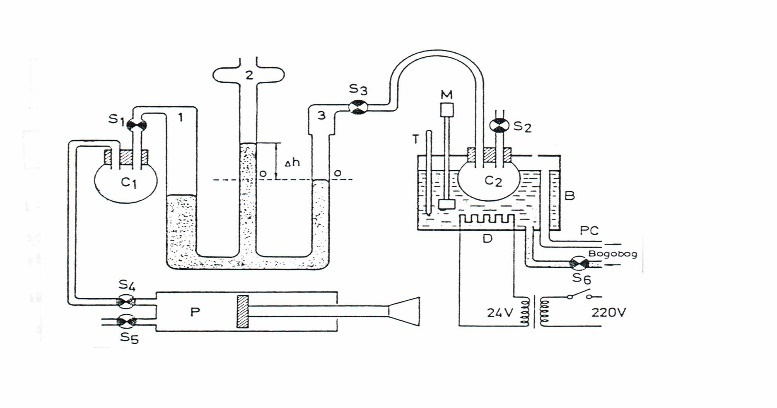 2
S3
M
S1
1
3
S2
T
Δh
C1
o
o
C2
B
D
PC
Bogobog
S6
S4
P
24V
220V
S5